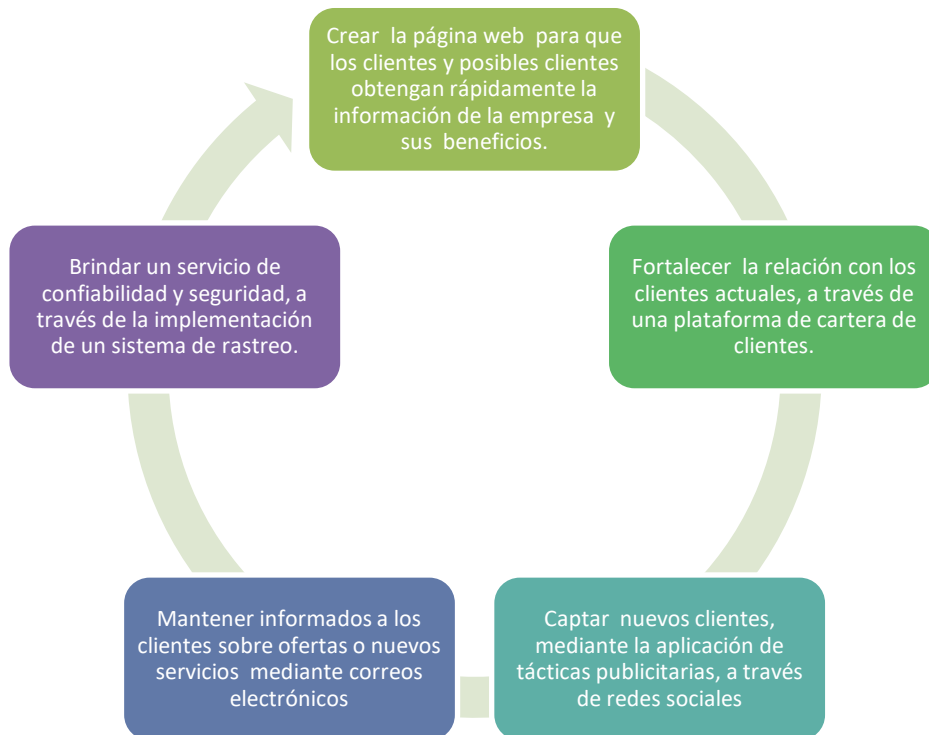 Crear la página web para que
los clientes y posibles clientes
obtengan rápidamente la
información de la empresa y
sus beneficios.
Fortalecer la relación con los
clientes actuales, a través de
una plataforma de cartera de
clientes.
Captar nuevos clientes,
mediante la aplicación de
tácticas publicitarias, a través
de redes sociales
Mantener informados a los
clientes sobre ofertas o nuevos
servicios mediante correos
electrónicos
Brindar un servicio de
confiabilidad y seguridad, a
través de la implementación
de un sistema de rastreo.